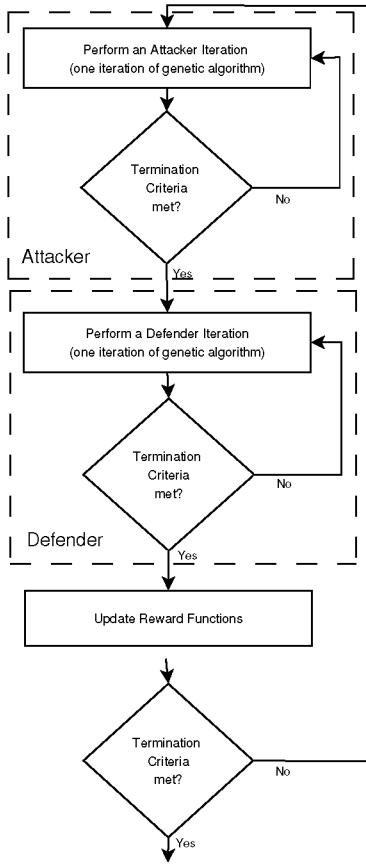 Perform an Attacker Iteration
(one iteration of genetic algorithm)
Termination
Criteria
met?
No
Attacker
Yes
Perform a Defender Iteration
(one iteration of genetic algorithm)
Termination
Criteria
met?
No
Defender
Yes
Update Reward Functions
Termination
Criteria
met?
No
Yes